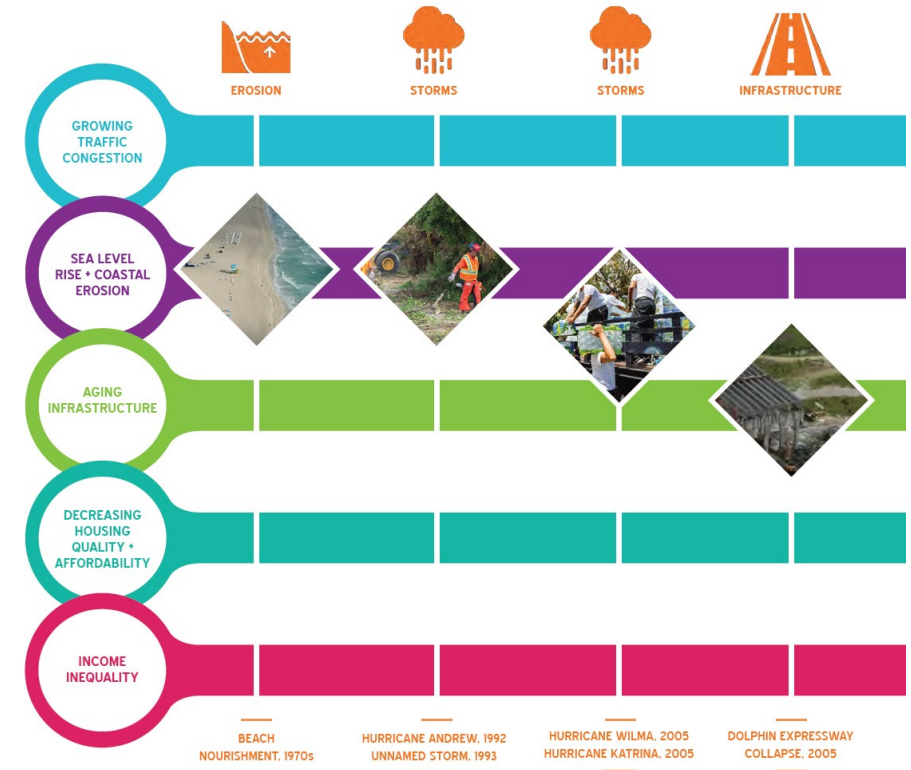 EROSION
STORMS
STORMS
INFRASTRUCTURE
GROWING
TRAFFIC
CONGESTION
SEA LEVEL
RISE + COASTAL
EROSION
AGING
INFRASTRUCTURE
DECREASING
HOUSING
QUALITY +
AFFORDABILITY
INCOME
INEQUALITY
BEACH
NOURISHMENT, 1970s
HURRICANE ANDREW, 1992
UNNAMED STORM, 1993
HURRICANE WILMA, 2005
HURRICANE KATRINA, 2005
DOLPHIN EXPRESSWAY
COLLAPSE, 2005